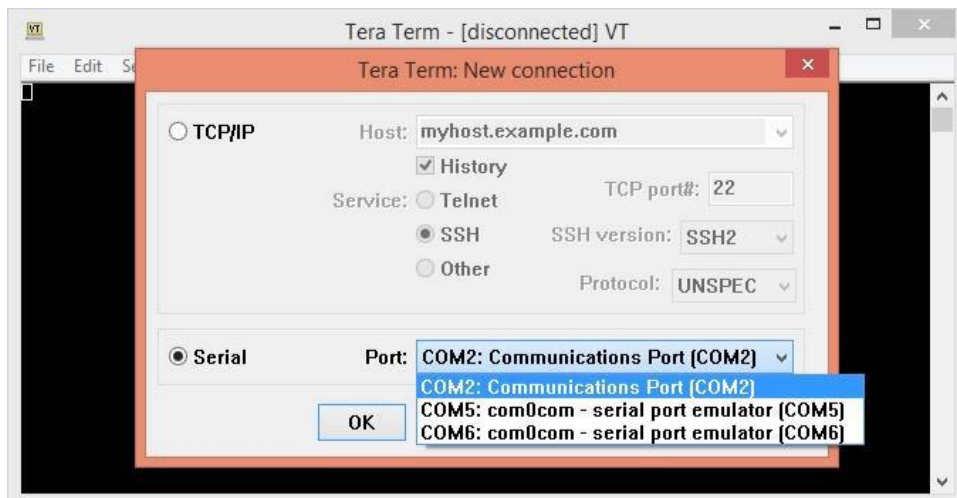 VT
Tera Term - [disconnected] VT
File Edit
Tera Term: New connection
TCP/IP Host: myhost.example.com
History
Service: Telnet TCP port#: 22
SSH SSH version: SSH2
Other Protocol: UNSPEC
Serial Port: COM2: Communications Port (COM2)
COM2: Communications Port (COM2)
COM5: com0com - serial port emulator (COM5)
OK COM6: com0com - serial port emulator (COM6)